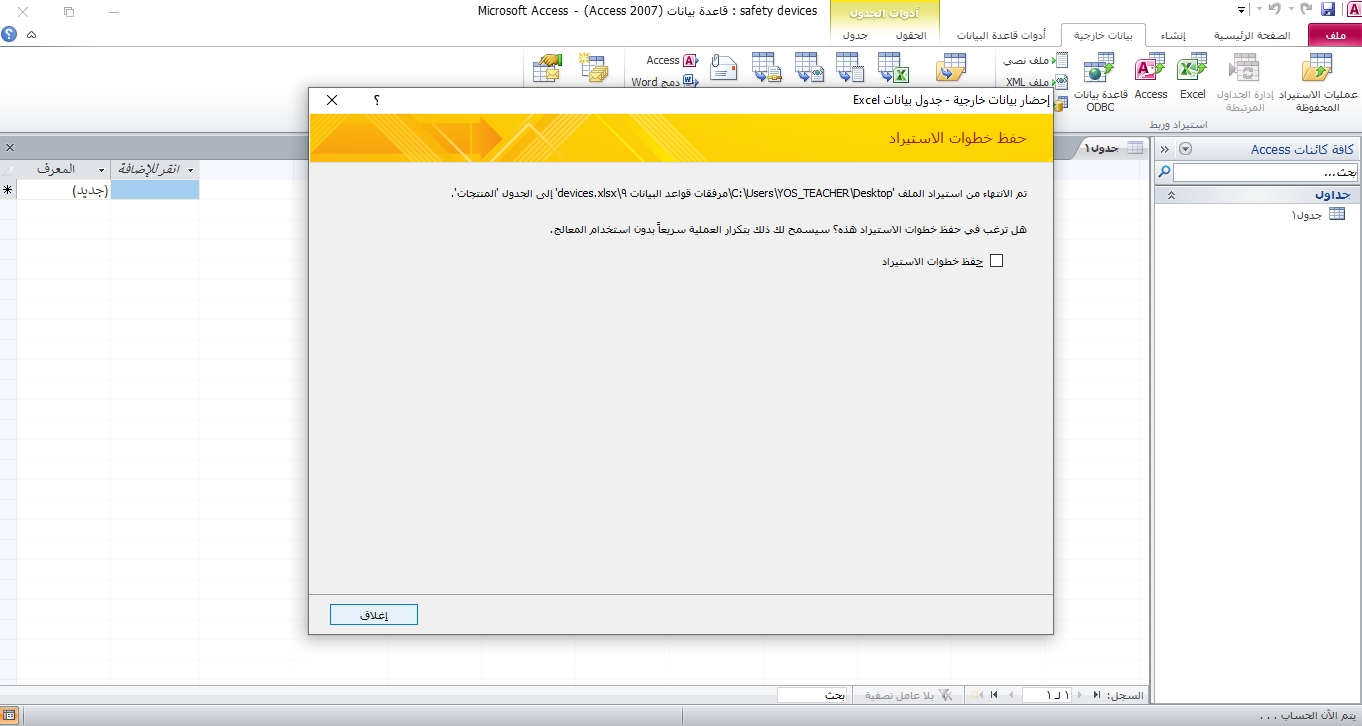 safety devices : قاعدة بيانات (Access 2007) - Microsoft Access
أدوات الجدول
ملف
الصفحة الرئيسية
إنشاء
بيانات خارجية
أدوات قاعدة البيانات
الحقول
جدول
عمليات الاستيراد المحفوظة
إدارة الجداول المرتبطة
Excel
Access
قاعدة بيانات ODBC
ملف نصي
ملف XML
استيراد وربط
Access
دمج Word
إحضار بيانات خارجية - جدول بيانات Excel
؟
حفظ خطوات الاستيراد
تم الانتهاء من استيراد الملف 'C:\Users\YOS_TEACHER\Desktop\مرفقات قواعد البيانات ٩\devices.xlsx' إلى الجدول "المنتجات".
هل ترغب في حفظ خطوات الاستيراد هذه؟ سيسمح لك ذلك بتكرار العملية سريعاً بدون استخدام المعالج.
حفظ خطوات الاستيراد
إغلاق
كافة كائنات Access
بحث...
جداول
جدول١
جدول١
المعرف
انقر للإضافة
(جديد)
السجل:
١ لـ ١
بلا عامل تصفية
بحث
يتم الآن الحساب . . .